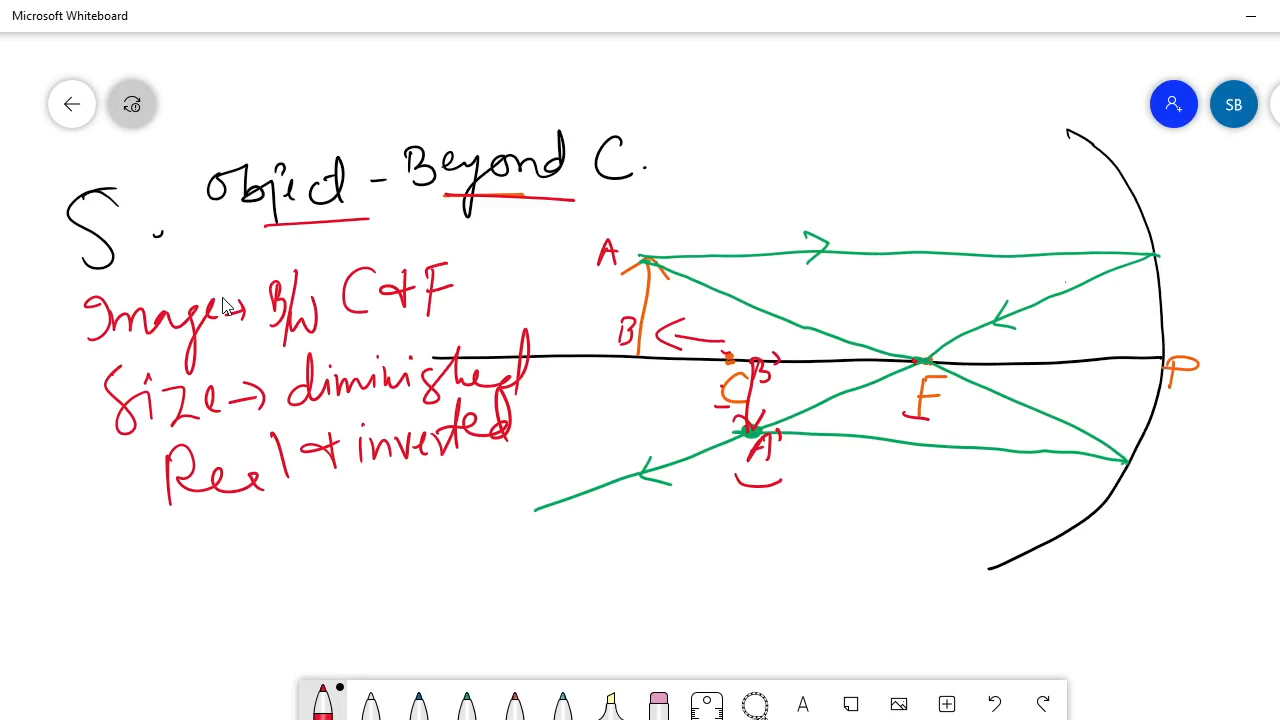 Microsoft Whiteboard
SB
Object - Beyond C.
5.
Image → B/W C & F
Size → diminished
Real & inverted
A
B
C
B'
A'
F
P
A